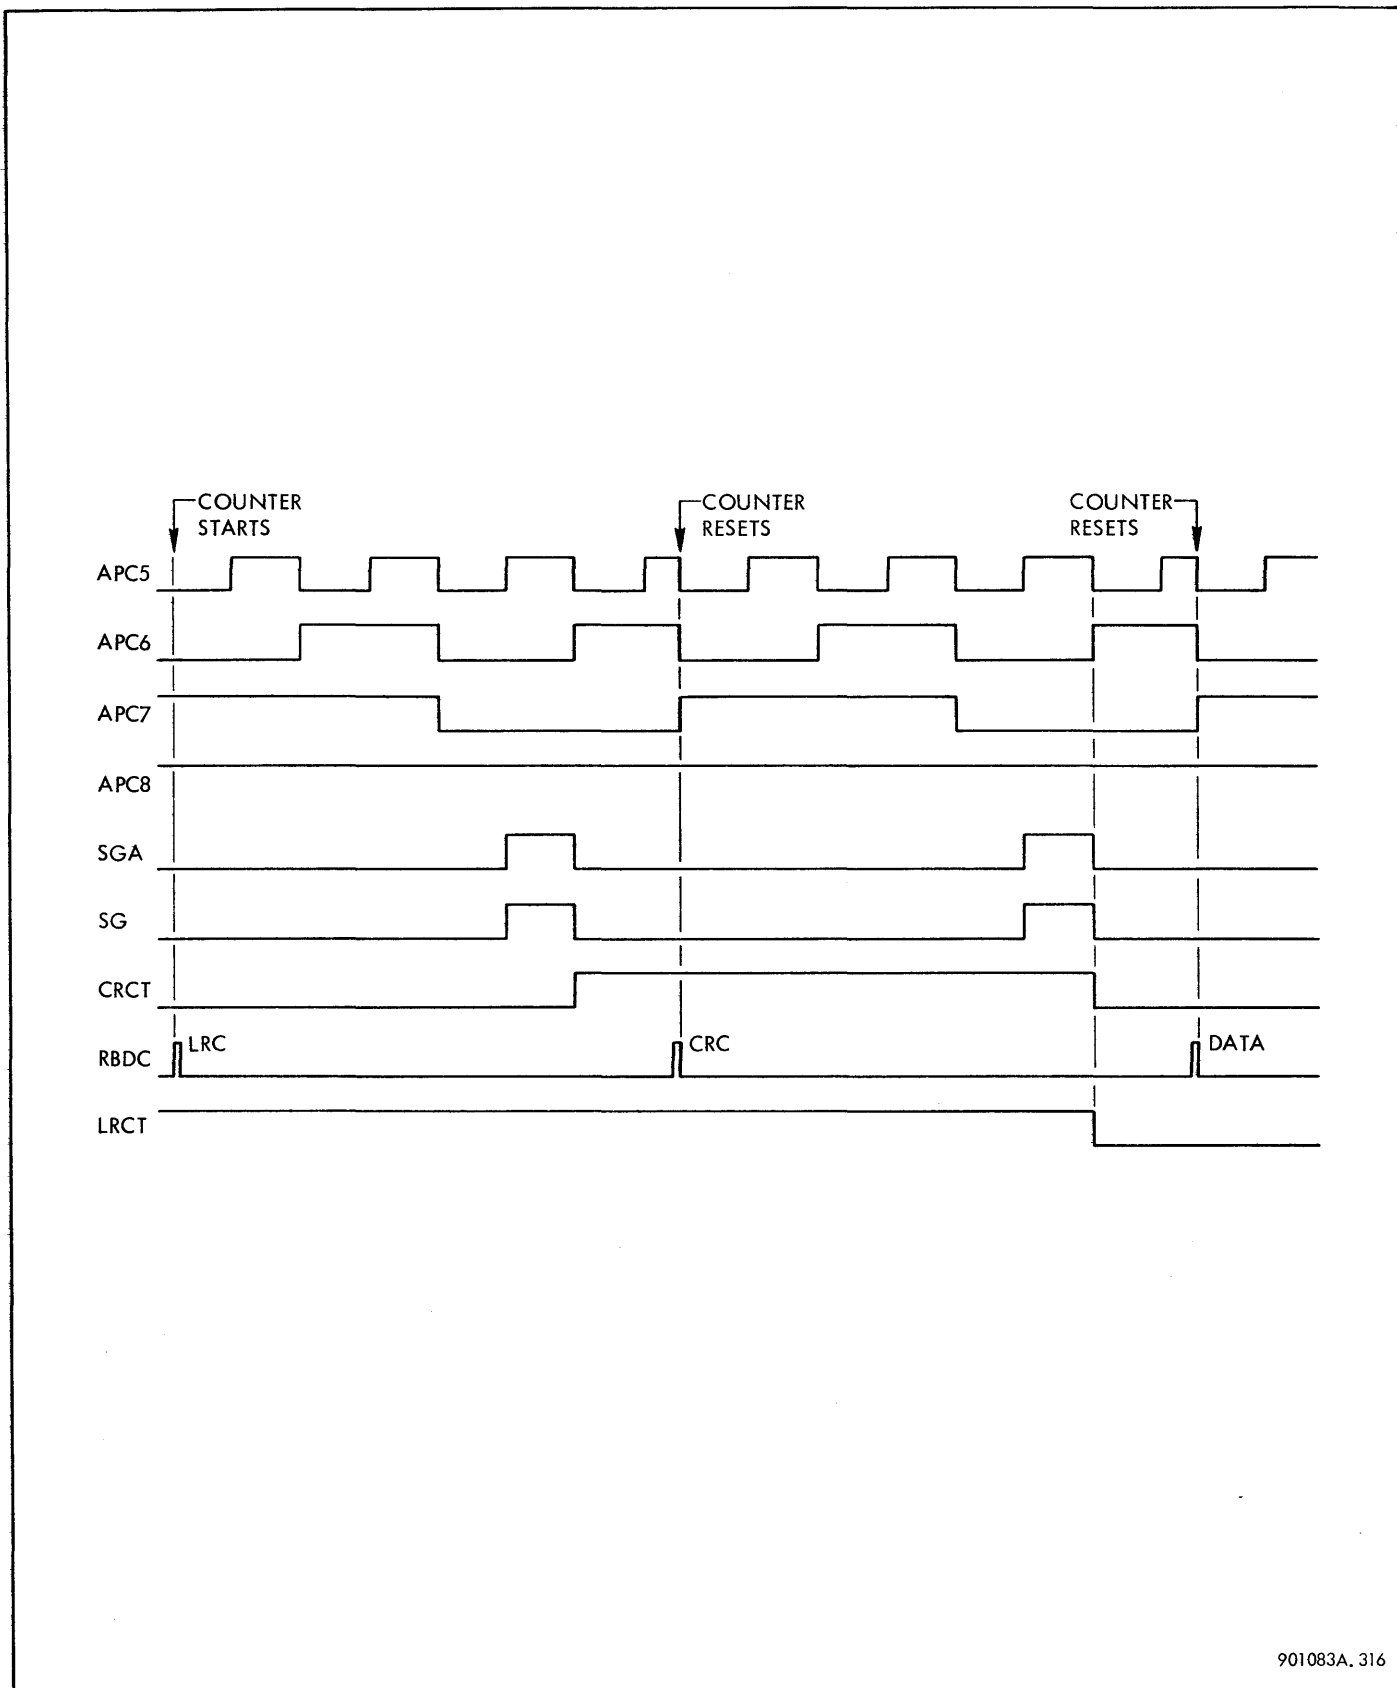 COUNTER
STARTS
COUNTER
RESETS
COUNTER
RESETS
APC5
APC6
APC7
APC8
SGA
SG
CRCT
RBDC
LRC
CRC
DATA
LRCT
901083A. 316